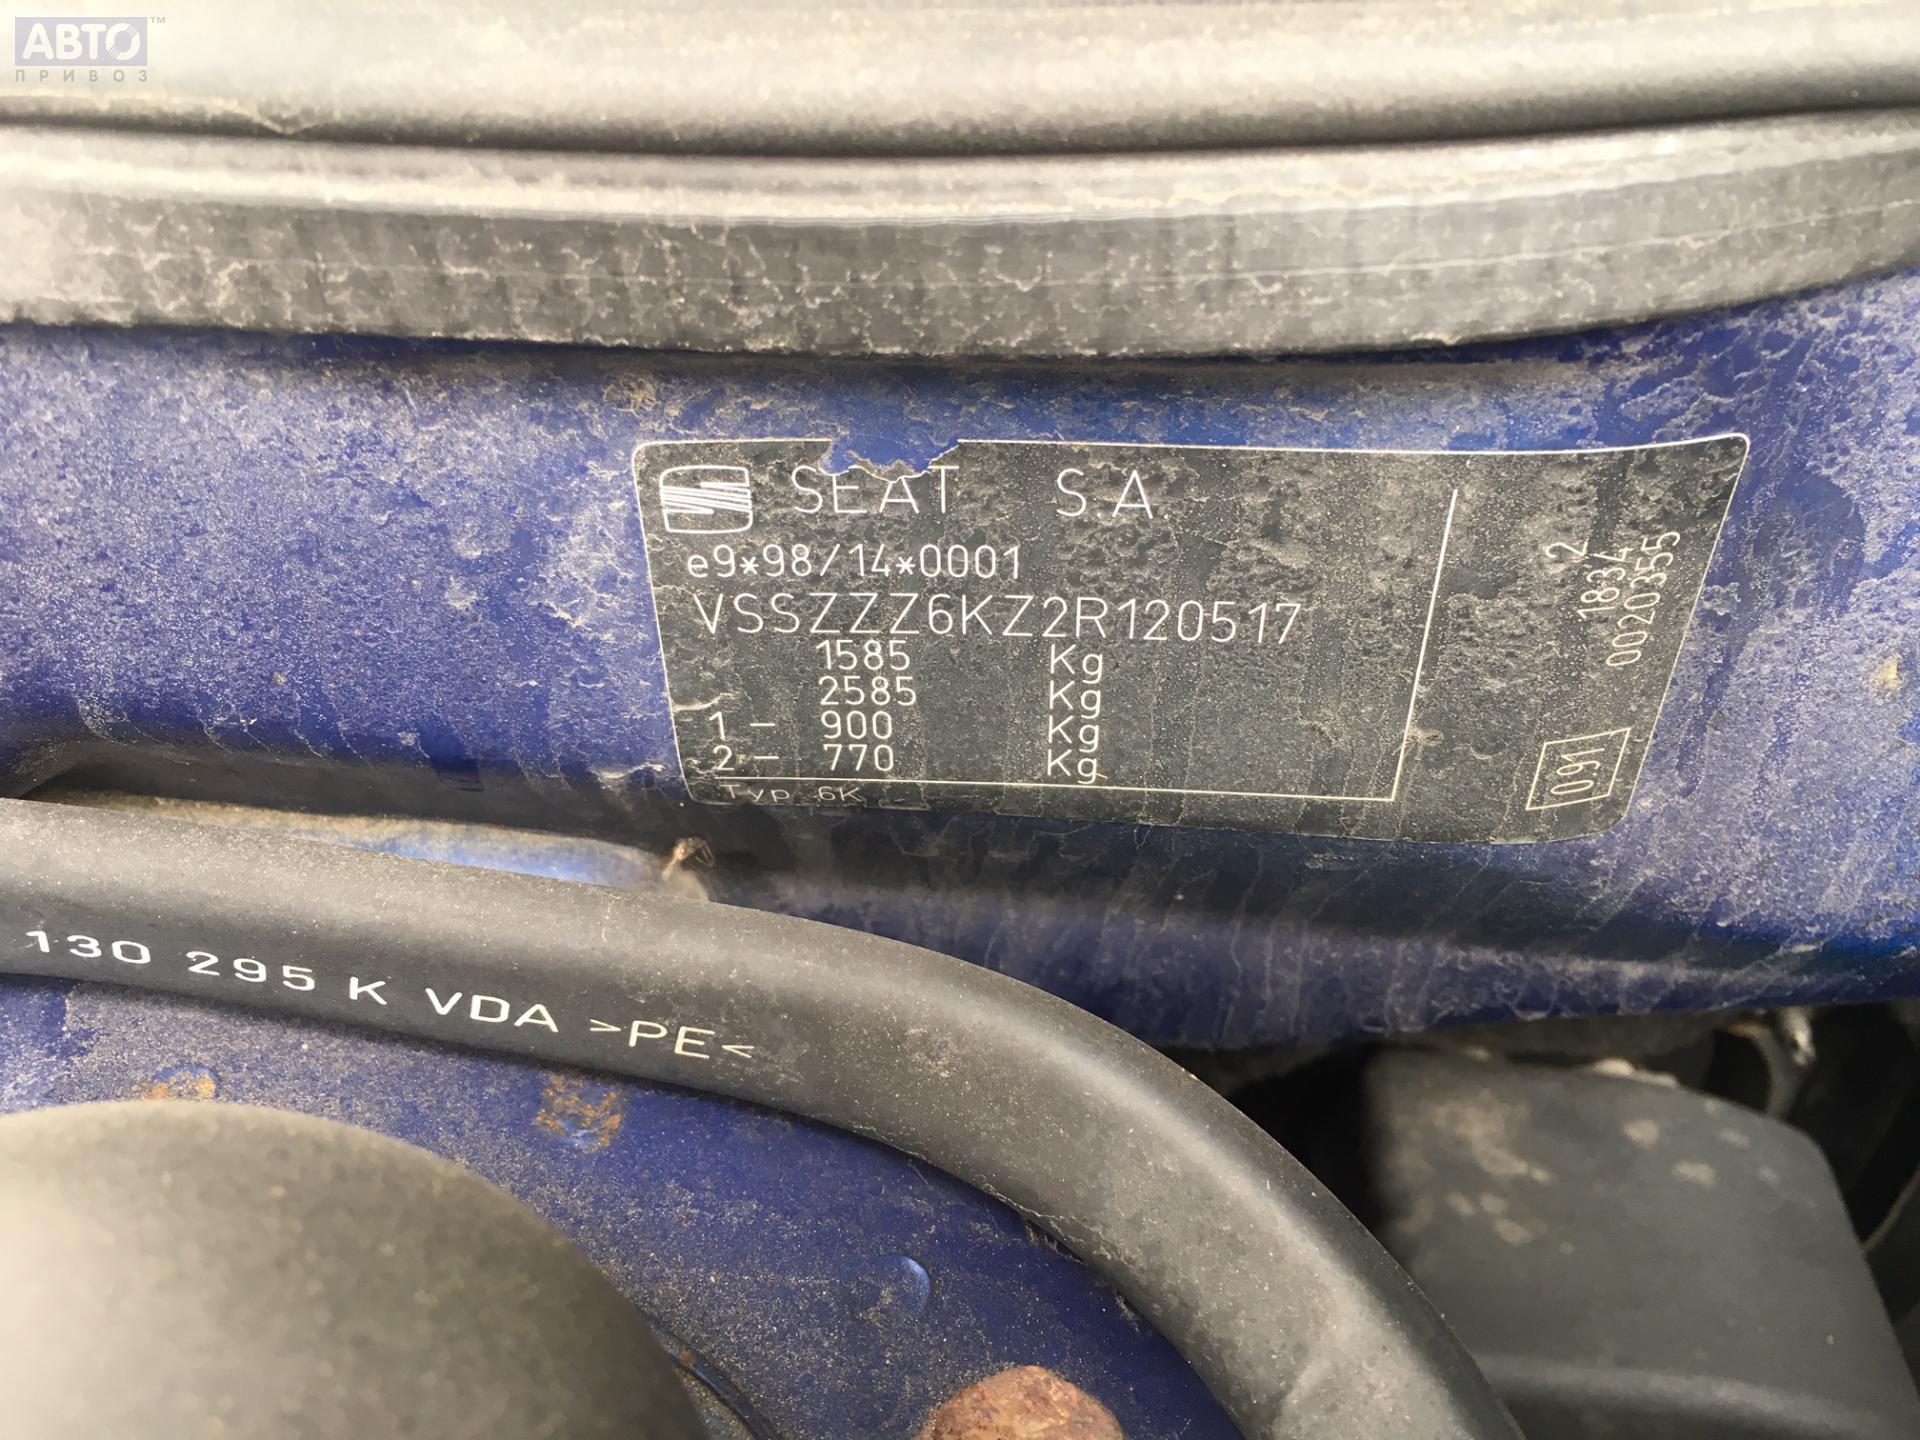 АВТО™
ПРИВОЗ
SEAT S.A.
e9*98/14*0001
VSSZZZ6KZ2R120517
1585 Kg
2585 Kg
1 - 900 Kg
2 - 770 Kg
Typ 6K
2
1834
0020355
091
130 295 K VDA >PE<